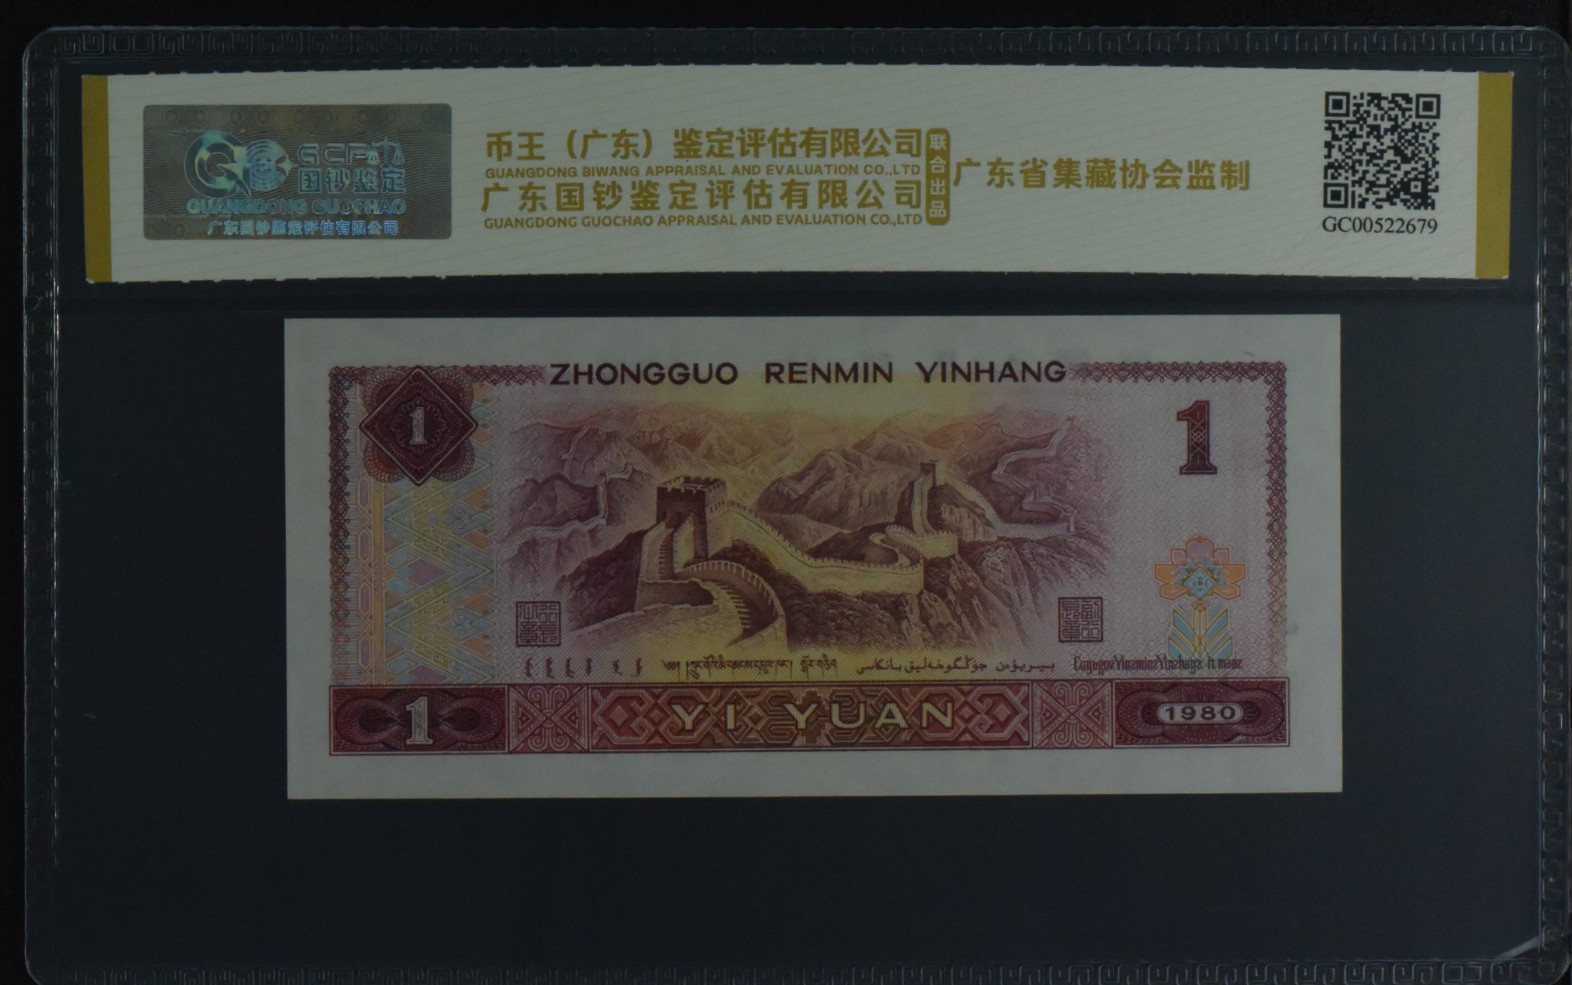 GCP
国钞鉴定
GUANGDONG GUOCHAO
广东国钞鉴定评估有限公司
币王（广东）鉴定评估有限公司
GUANGDONG BIWANG APPRAISAL AND EVALUATION CO.,LTD
广东国钞鉴定评估有限公司
GUANGDONG GUOCHAO APPRAISAL AND EVALUATION CO.,LTD
联合出品
广东省集藏协会监制
GC00522679
ZHONGGUO RENMIN YINHANG
1
1
1
YI YUAN
1980